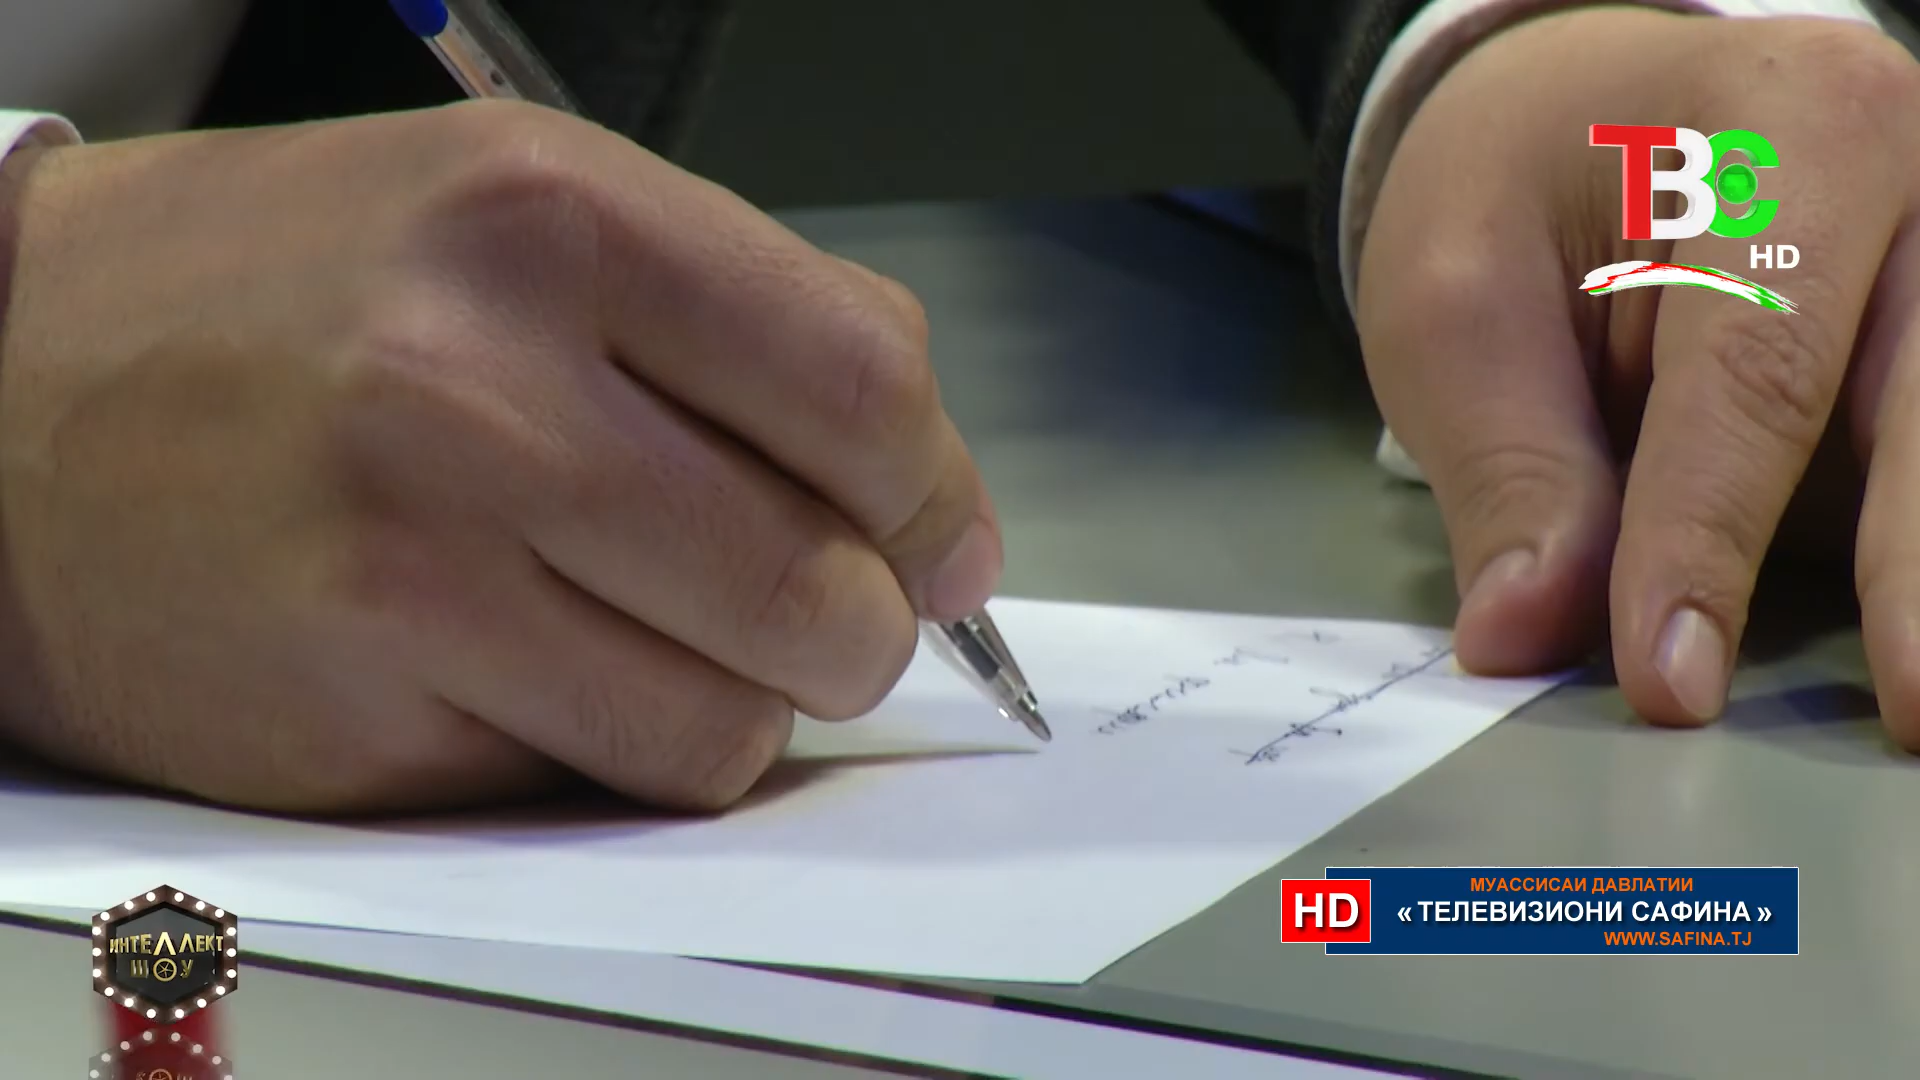 ТВС
HD
HD
МУАССИСАИ ДАВЛАТИИ
« ТЕЛЕВИЗИОНИ САФИНА »
WWW.SAFINA.TJ
ИНТЕЛЛЕКТ
ШОУ